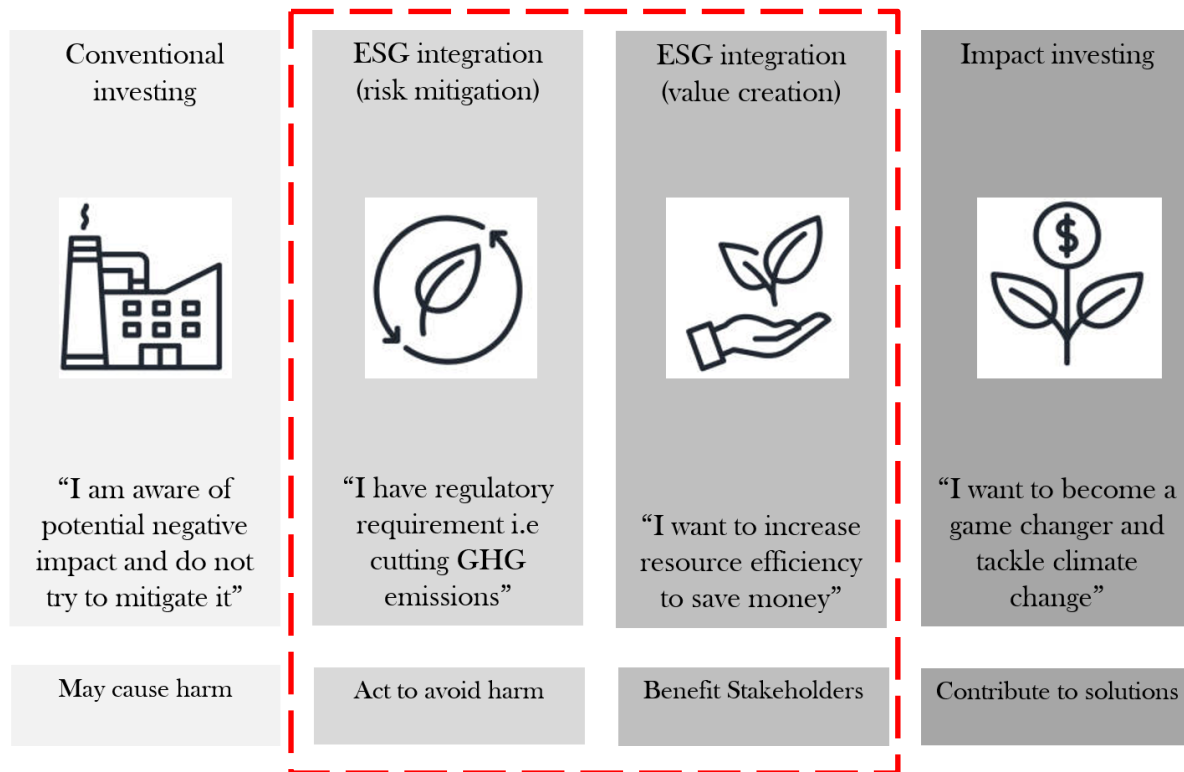 Conventional
investing
ESG integration
(risk mitigation)
ESG integration
(value creation)
Impact investing
$
“I am aware of
potential negative
impact and do not
try to mitigate it”
“I have regulatory
requirement i.e
cutting GHG
emissions”
“I want to increase
resource efficiency
to save money”
“I want to become a
game changer and
tackle climate
change”
May cause harm
Act to avoid harm
Benefit Stakeholders
Contribute to solutions